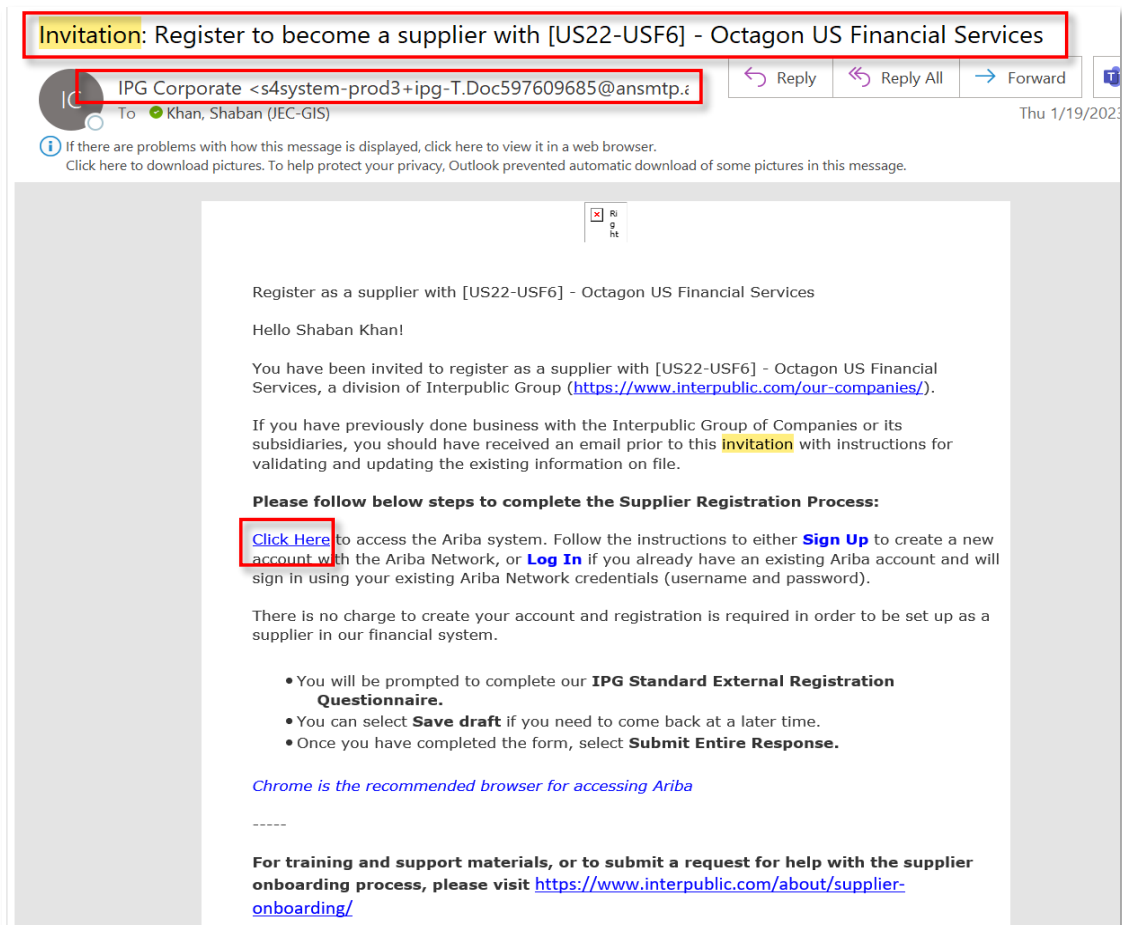 Invitation: Register to become a supplier with [US22-USF6] - Octagon US Financial Services
IC
IPG Corporate <s4system-prod3+ipg-T.Doc597609685@ansmtp.a
Reply
Reply All
Forward
To Khan, Shaban (JEC-GIS)
Thu 1/19/2023
If there are problems with how this message is displayed, click here to view it in a web browser.
Click here to download pictures. To help protect your privacy, Outlook prevented automatic download of some pictures in this message.
Ri
g
ht
Register as a supplier with [US22-USF6] - Octagon US Financial Services
Hello Shaban Khan!
You have been invited to register as a supplier with [US22-USF6] - Octagon US Financial
Services, a division of Interpublic Group (https://www.interpublic.com/our-companies/).
If you have previously done business with the Interpublic Group of Companies or its
subsidiaries, you should have received an email prior to this invitation with instructions for
validating and updating the existing information on file.
Please follow below steps to complete the Supplier Registration Process:
Click Here to access the Ariba system. Follow the instructions to either Sign Up to create a new
account with the Ariba Network, or Log In if you already have an existing Ariba account and will
sign in using your existing Ariba Network credentials (username and password).
There is no charge to create your account and registration is required in order to be set up as a
supplier in our financial system.
• You will be prompted to complete our IPG Standard External Registration
Questionnaire.
• You can select Save draft if you need to come back at a later time.
• Once you have completed the form, select Submit Entire Response.
Chrome is the recommended browser for accessing Ariba
-----
For training and support materials, or to submit a request for help with the supplier
onboarding process, please visit https://www.interpublic.com/about/supplier-
onboarding/